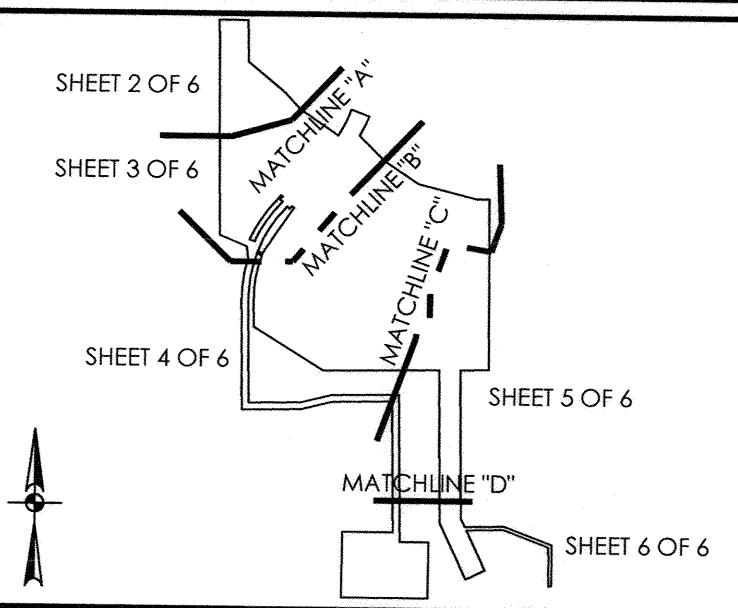 SHEET 2 OF 6
MATCHLINE "A"
SHEET 3 OF 6
MATCHLINE "B"
MATCHLINE "C"
SHEET 4 OF 6
SHEET 5 OF 6
MATCHLINE "D"
SHEET 6 OF 6